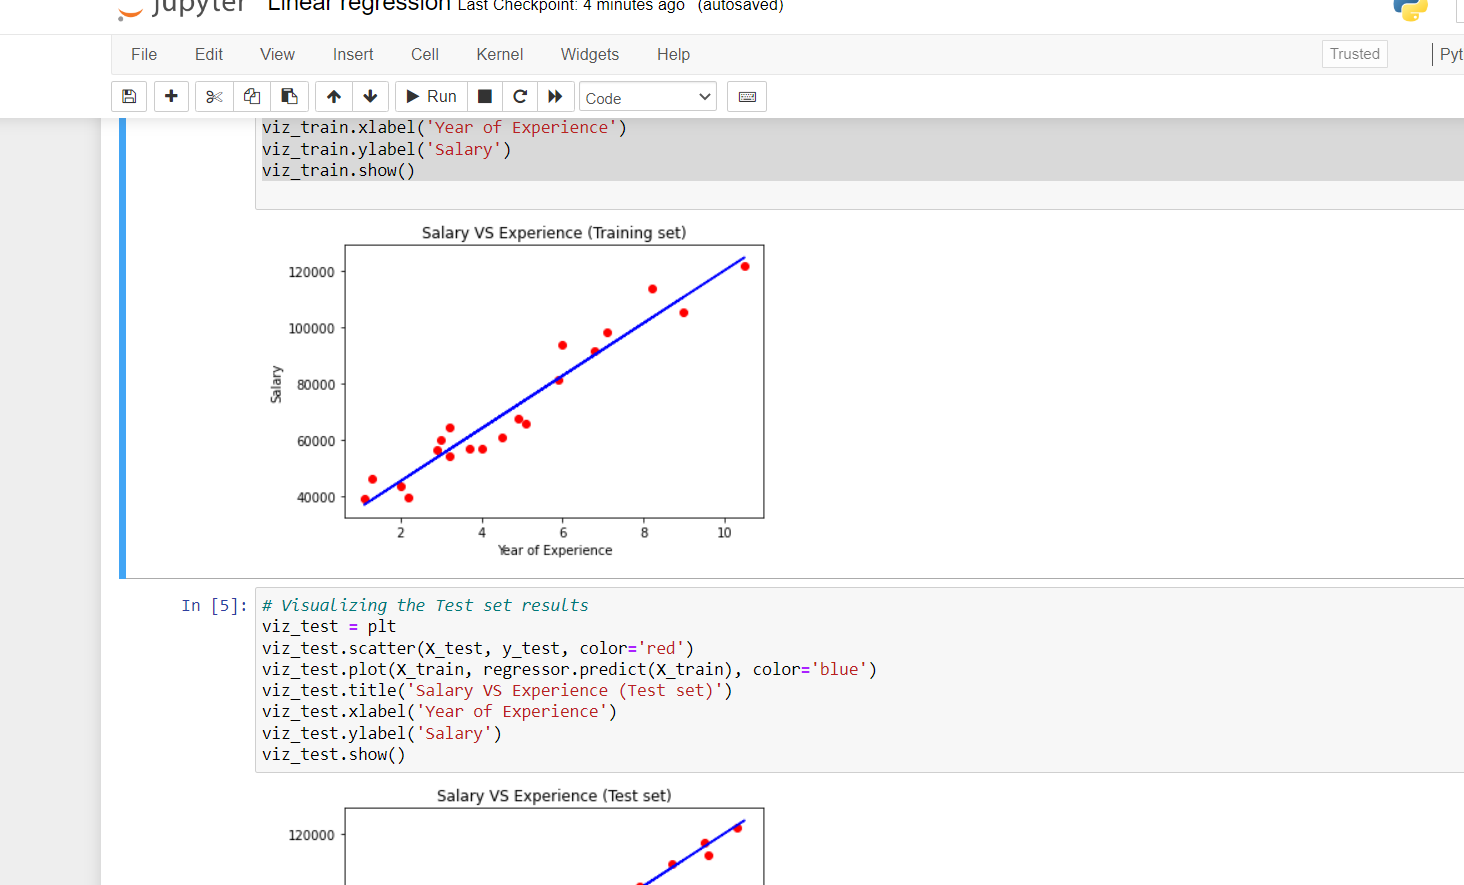 jupyter Linear regression Last Checkpoint: 4 minutes ago (autosaved)
File Edit View Insert Cell Kernel Widgets Help Trusted Pyt
Run Code
viz_train.xlabel('Year of Experience')
viz_train.ylabel('Salary')
viz_train.show()
Salary VS Experience (Training set)
120000
100000
80000
60000
40000
Salary
2 4 6 8 10
Year of Experience
In [5]:
# Visualizing the Test set results
viz_test = plt
viz_test.scatter(X_test, y_test, color='red')
viz_test.plot(X_train, regressor.predict(X_train), color='blue')
viz_test.title('Salary VS Experience (Test set)')
viz_test.xlabel('Year of Experience')
viz_test.ylabel('Salary')
viz_test.show()
Salary VS Experience (Test set)
120000